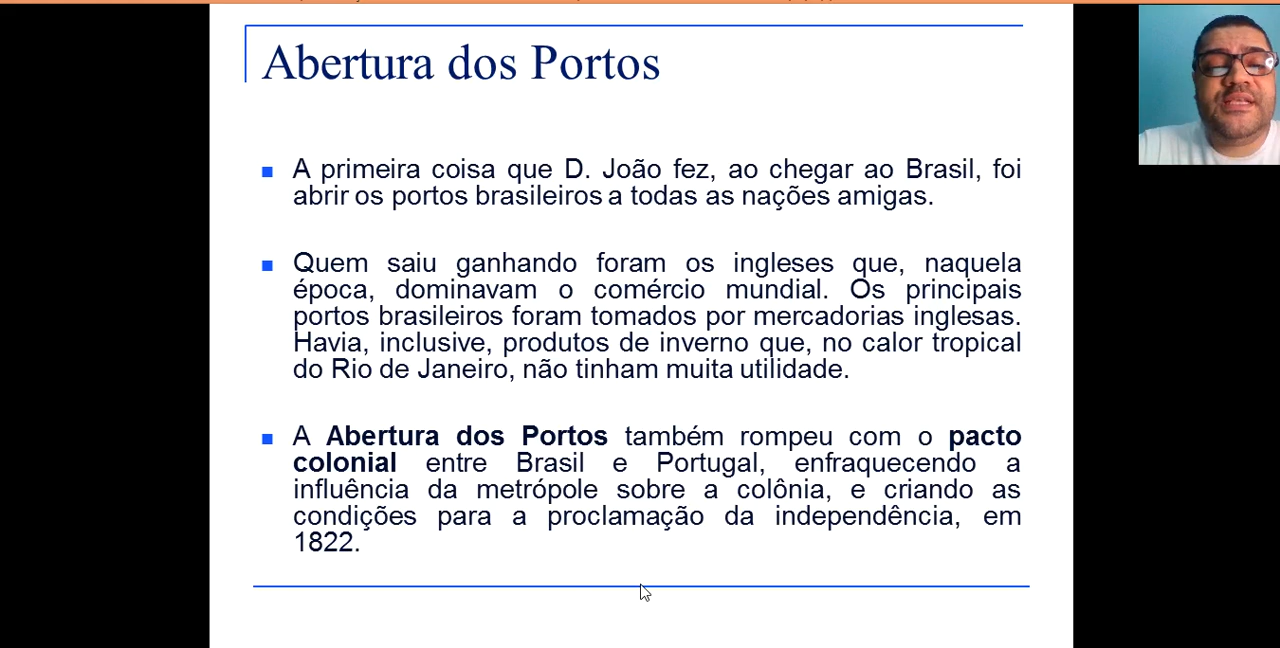 Abertura dos Portos
A primeira coisa que D. João fez, ao chegar ao Brasil, foi
abrir os portos brasileiros a todas as nações amigas.
Quem saiu ganhando foram os ingleses que, naquela
época, dominavam o comércio mundial. Os principais
portos brasileiros foram tomados por mercadorias inglesas.
Havia, inclusive, produtos de inverno que, no calor tropical
do Rio de Janeiro, não tinham muita utilidade.
A Abertura dos Portos também rompeu com o pacto
colonial entre Brasil e Portugal, enfraquecendo a
influência da metrópole sobre a colônia, e criando as
condições para a proclamação da independência, em
1822.